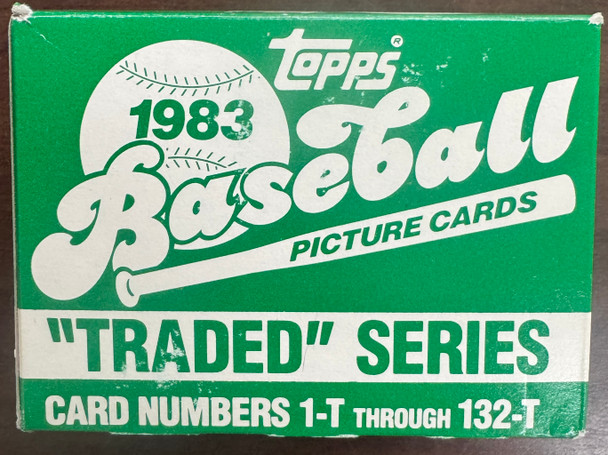 Topps®
1983
Baseball
PICTURE CARDS
"TRADED" SERIES
CARD NUMBERS 1-T THROUGH 132-T